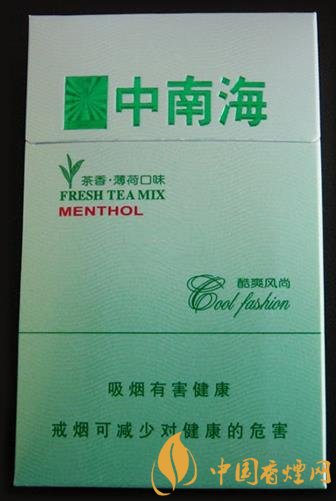 中南海
茶香·薄荷口味
FRESH TEA MIX
MENTHOL
酷爽风尚
Cool fashion
吸烟有害健康
戒烟可减少对健康的危害
中国香烟网